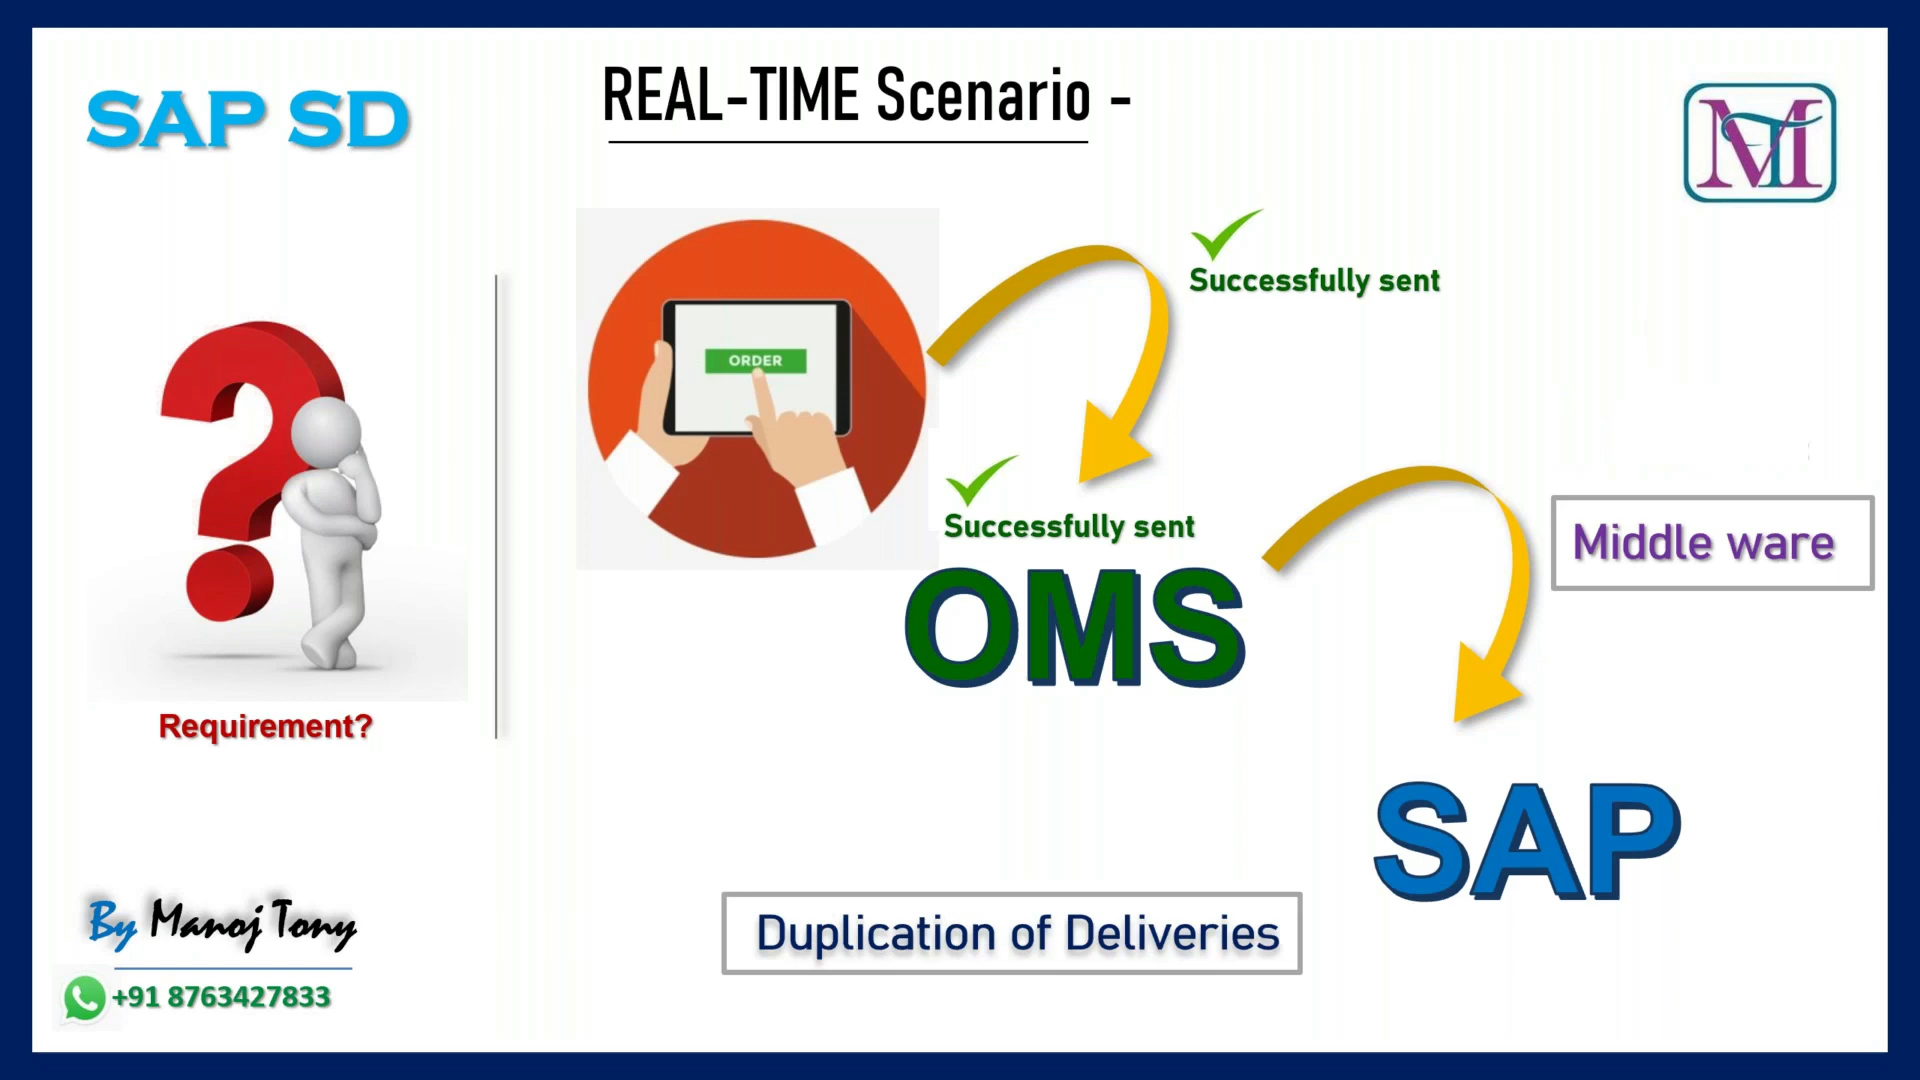 SAP SD
REAL-TIME Scenario -
MT
Successfully sent
ORDER
Successfully sent
Middle ware
OMS
Requirement?
SAP
By Manoj Tony
Duplication of Deliveries
+91 8763427833